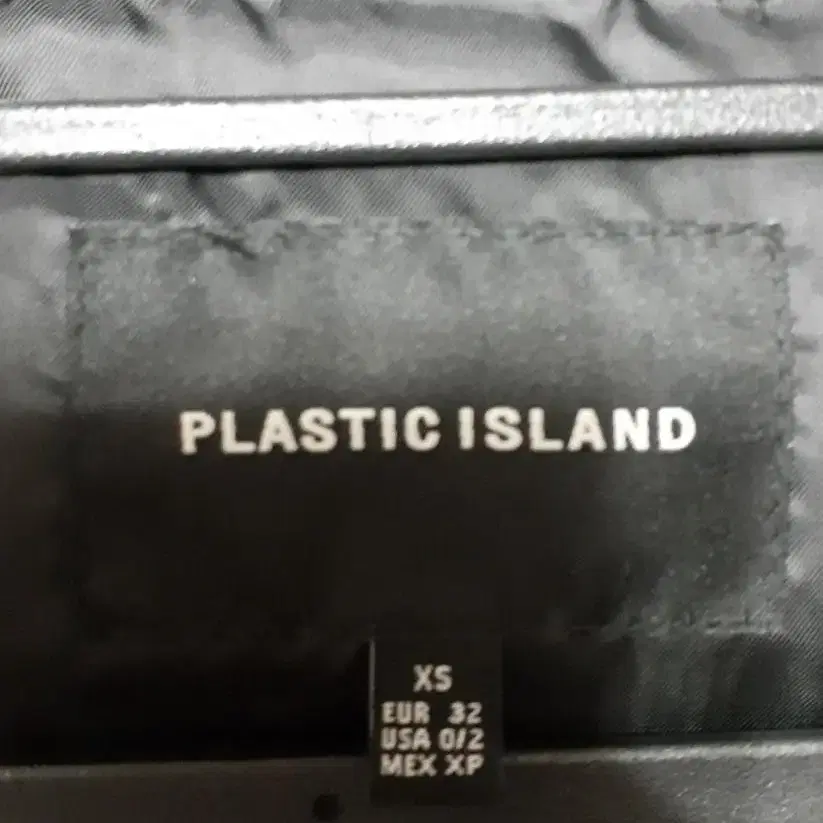 PLASTIC ISLAND
XS
EUR 32
USA 0/2
MEX XP